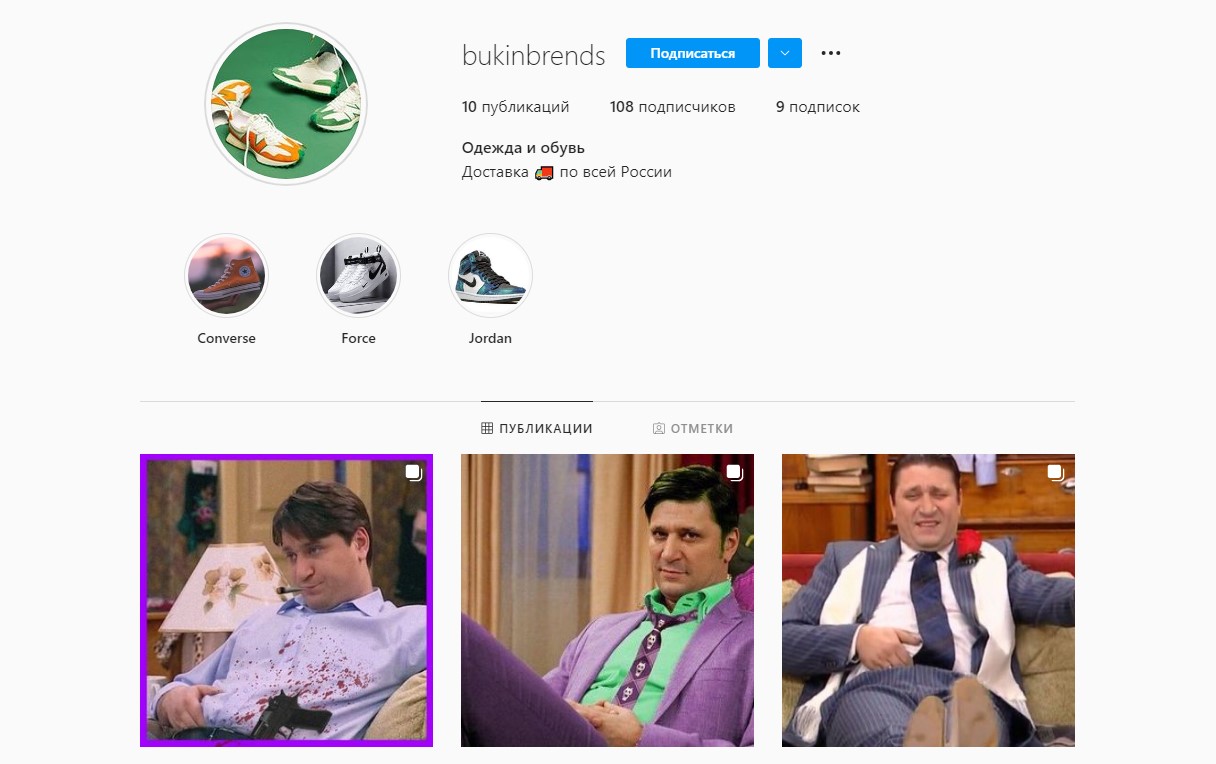 bukinbrends
Подписаться
10 публикаций 108 подписчиков 9 подписок
Одежда и обувь
Доставка 🚛 по всей России
Converse Force Jordan
ПУБЛИКАЦИИ ОТМЕТКИ